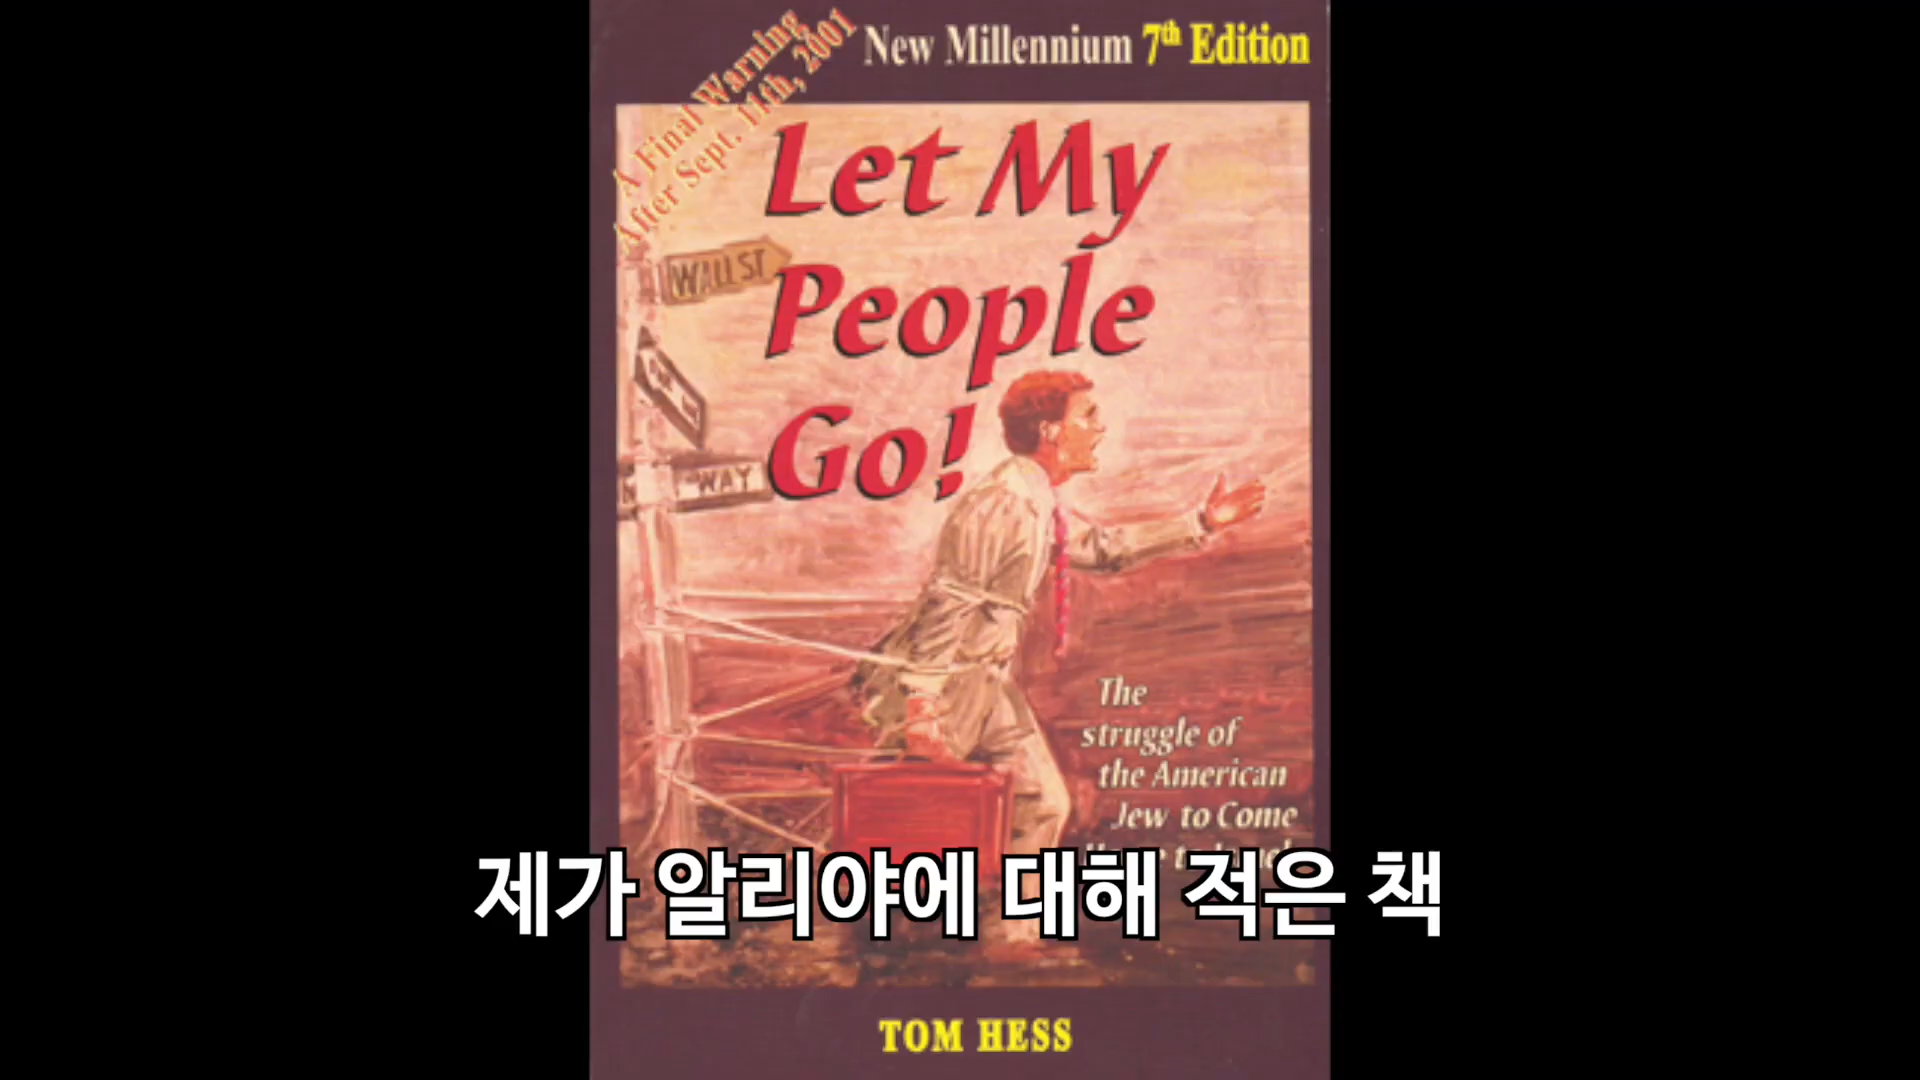 A Final Warning
After Sept. 11th, 2001
New Millennium 7th Edition
Let My
People
Go!
WALL ST
WAY
The
struggle of
the American
Jew to Come
제가 알리야에 대해 적은 책
TOM HESS